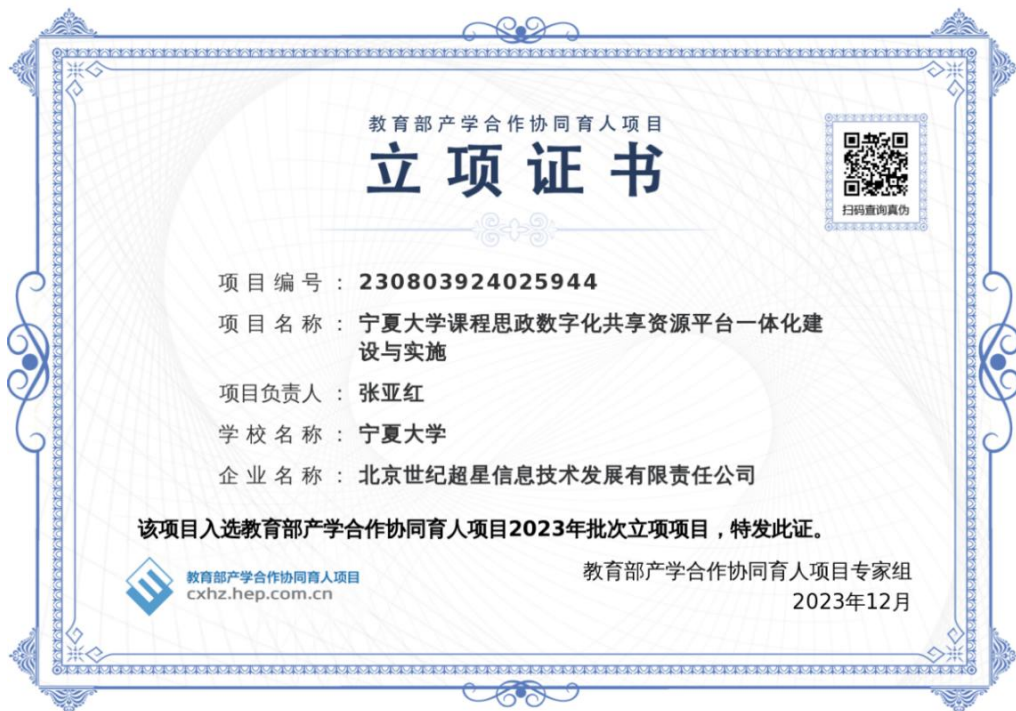 教育部产学合作协同育人项目
立项证书
扫码查询真伪
项目编号：230803924025944
项目名称：宁夏大学课程思政数字化共享资源平台一体化建
设与实施
项目负责人：张亚红
学校名称：宁夏大学
企业名称：北京世纪超星信息技术发展有限责任公司
该项目入选教育部产学合作协同育人项目2023年批次立项项目，特发此证。
教育部产学合作协同育人项目
cxhz.hep.com.cn
教育部产学合作协同育人项目专家组
2023年12月